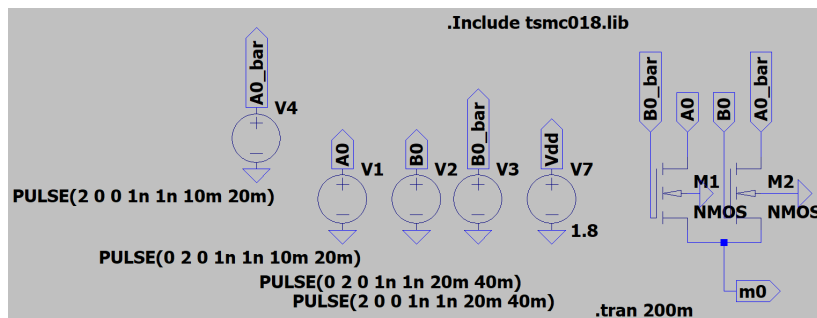 .Include tsmc018.lib
A0_bar
V4
PULSE(2 0 0 1n 1n 10m 20m)
A0
V1
PULSE(0 2 0 1n 1n 10m 20m)
B0
V2
PULSE(0 2 0 1n 1n 20m 40m)
B0_bar
V3
PULSE(2 0 0 1n 1n 20m 40m)
Vdd
V7
1.8
B0_bar
A0
B0
A0_bar
M1
NMOS
M2
NMOS
m0
.tran 200m